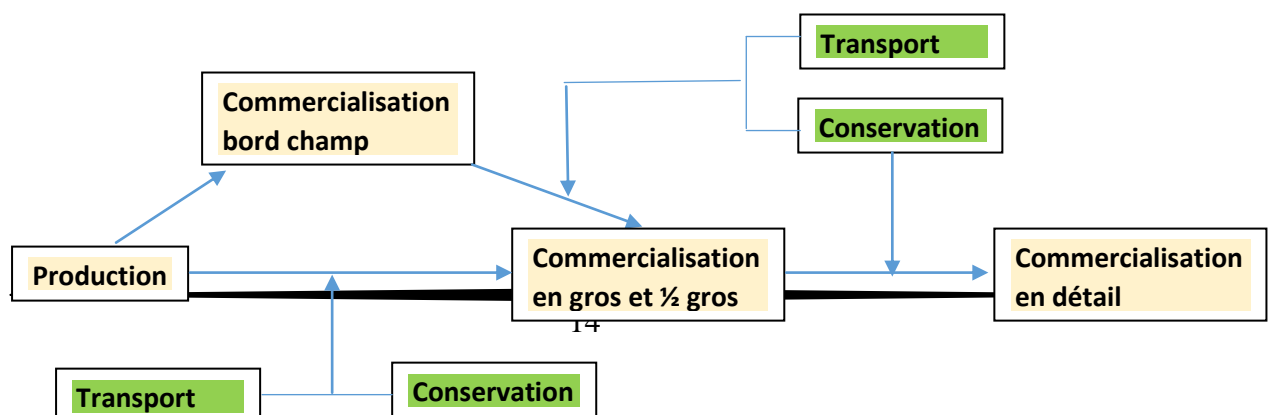 Transport
Commercialisation
bord champ
Conservation
Production
Commercialisation
en gros et ½ gros
Commercialisation
en détail
14
Transport
Conservation